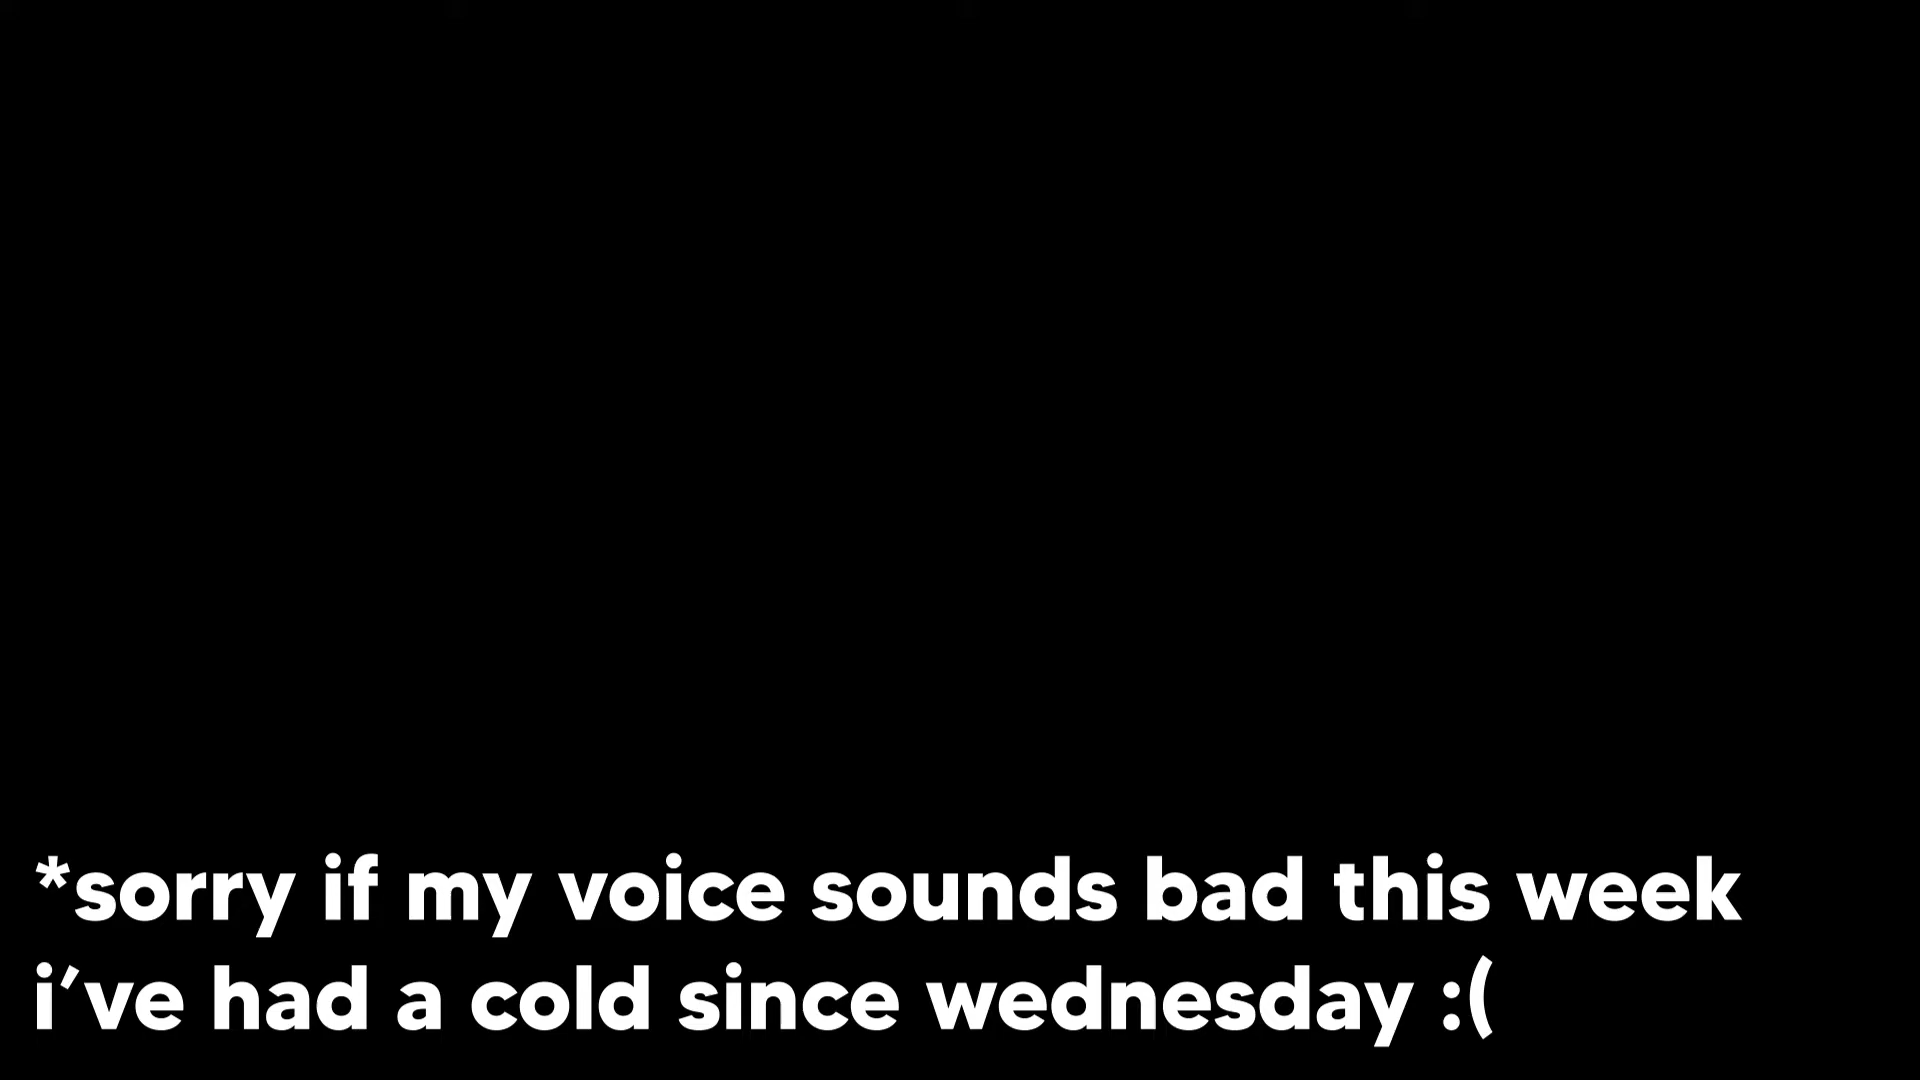 *sorry if my voice sounds bad this week
i’ve had a cold since wednesday :(